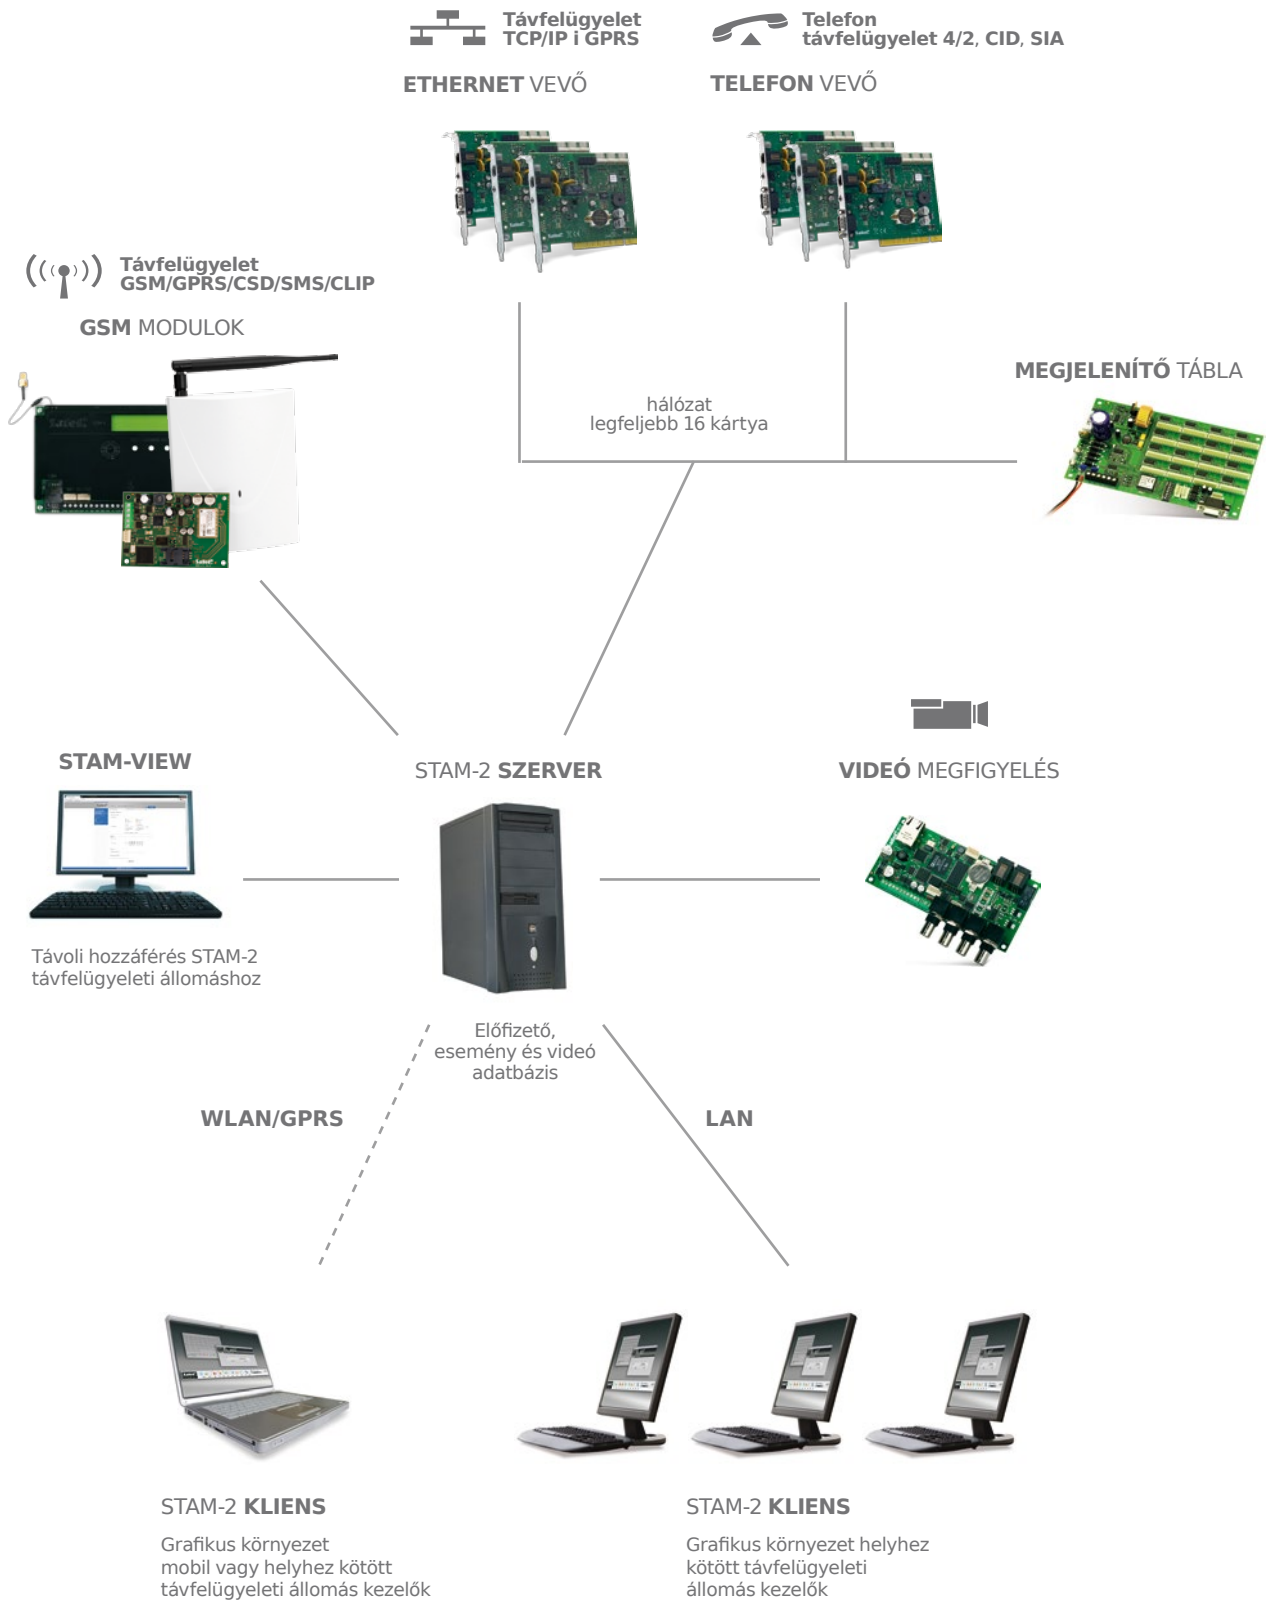 Távfelügyelet
TCP/IP i GPRS
ETHERNET VEVŐ
Telefon
távfelügyelet 4/2, CID, SIA
TELEFON VEVŐ
Távfelügyelet
GSM/GPRS/CSD/SMS/CLIP
GSM MODULOK
MEGJELENÍTŐ TÁBLA
hálózat
legfeljebb 16 kártya
STAM-VIEW
STAM-2 SZERVER
VIDEÓ MEGFIGYELÉS
Távoli hozzáférés STAM-2
távfelügyeleti állomáshoz
Előfizető,
esemény és videó
adatbázis
WLAN/GPRS
LAN
STAM-2 KLIENS
Grafikus környezet
mobil vagy helyhez kötött
távfelügyeleti állomás kezelők
STAM-2 KLIENS
Grafikus környezet helyhez
kötött távfelügyeleti
állomás kezelők